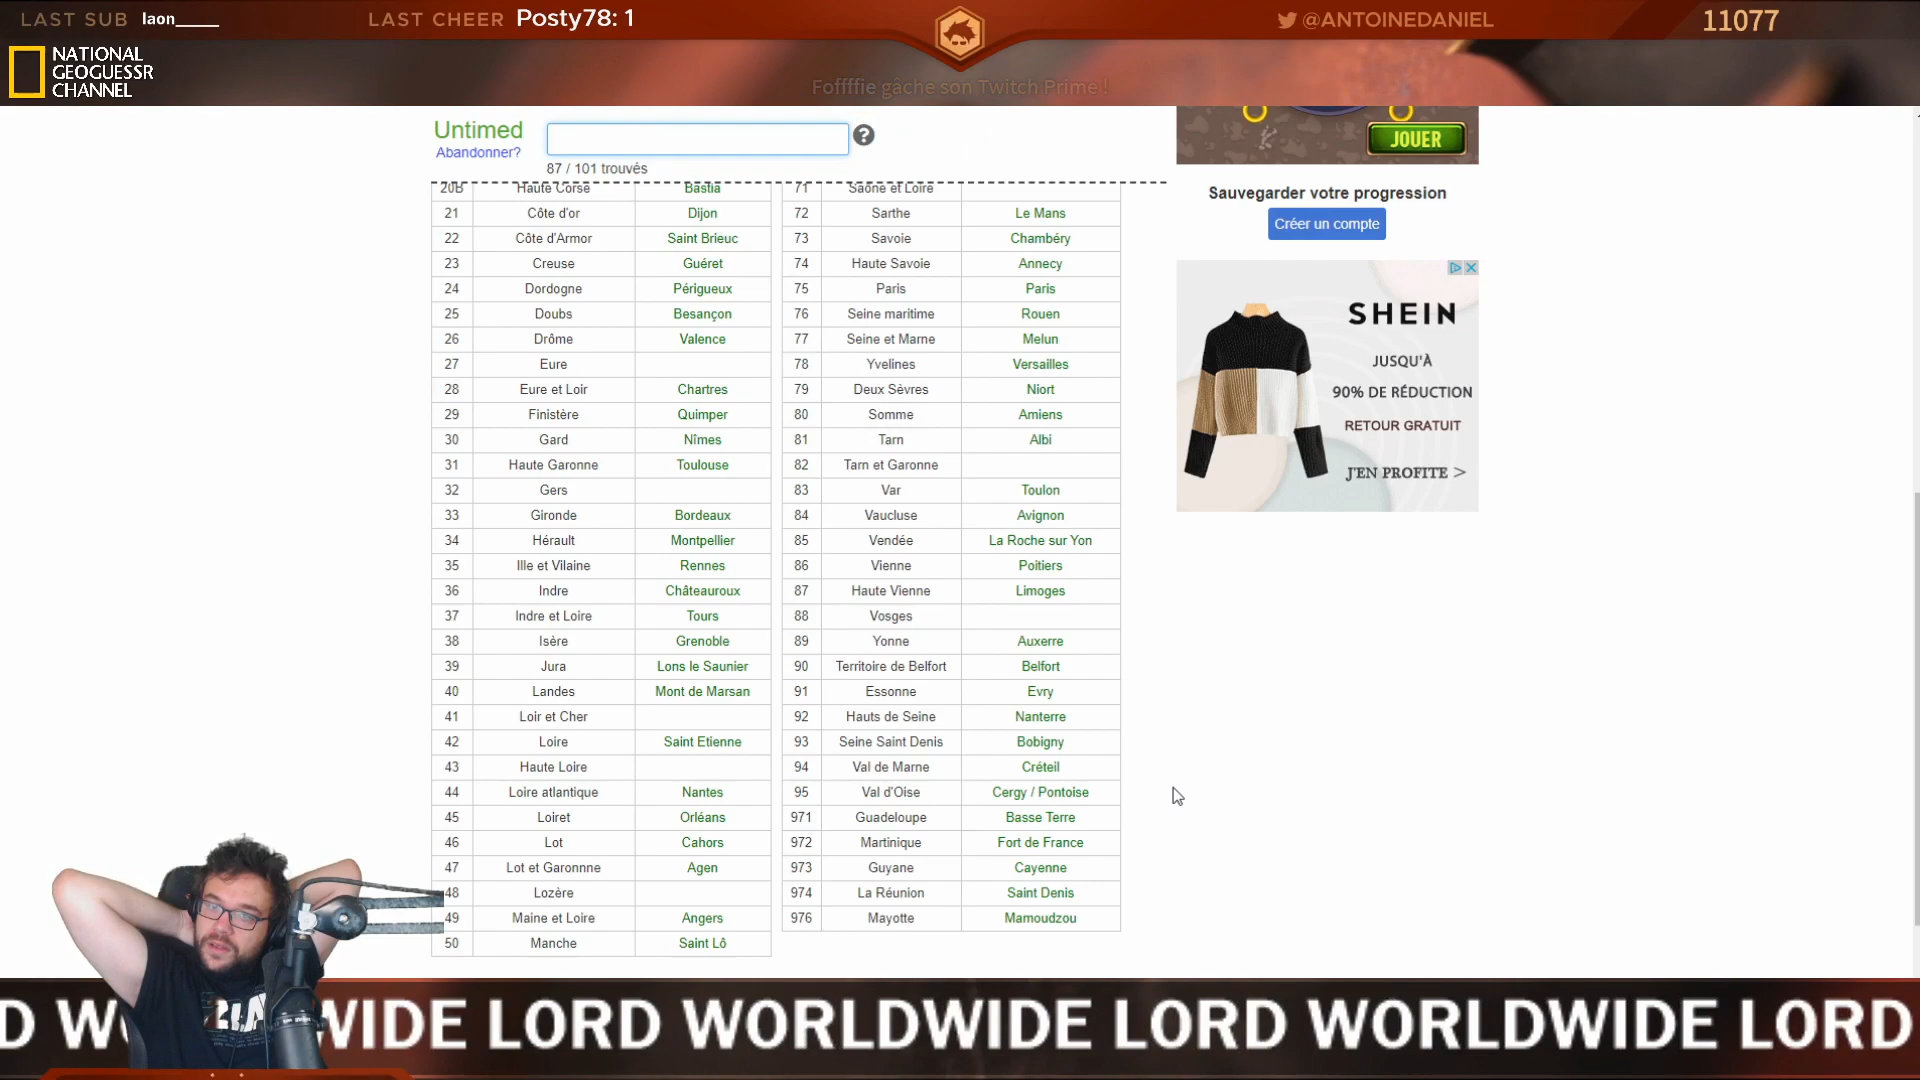 LAST SUB laon_____ LAST CHEER Posty78: 1 @ANTOINEDANIEL 11077
NATIONAL
GEOGUESSR
CHANNEL
Foffffie gâche son Twitch Prime !
Untimed
Abandonner?
87 / 101 trouvés
JOUER
Sauvegarder votre progression
Créer un compte
SHEIN
JUSQU'À
90% DE RÉDUCTION
RETOUR GRATUIT
J'EN PROFITE >
20B Haute Corse Bastia
21 Côte d'or Dijon
22 Côte d'Armor Saint Brieuc
23 Creuse Guéret
24 Dordogne Périgueux
25 Doubs Besançon
26 Drôme Valence
27 Eure
28 Eure et Loir Chartres
29 Finistère Quimper
30 Gard Nîmes
31 Haute Garonne Toulouse
32 Gers
33 Gironde Bordeaux
34 Hérault Montpellier
35 Ille et Vilaine Rennes
36 Indre Châteauroux
37 Indre et Loire Tours
38 Isère Grenoble
39 Jura Lons le Saunier
40 Landes Mont de Marsan
41 Loir et Cher
42 Loire Saint Etienne
43 Haute Loire
44 Loire atlantique Nantes
45 Loiret Orléans
46 Lot Cahors
47 Lot et Garonnne Agen
48 Lozère
49 Maine et Loire Angers
50 Manche Saint Lô
71 Saône et Loire
72 Sarthe Le Mans
73 Savoie Chambéry
74 Haute Savoie Annecy
75 Paris Paris
76 Seine maritime Rouen
77 Seine et Marne Melun
78 Yvelines Versailles
79 Deux Sèvres Niort
80 Somme Amiens
81 Tarn Albi
82 Tarn et Garonne
83 Var Toulon
84 Vaucluse Avignon
85 Vendée La Roche sur Yon
86 Vienne Poitiers
87 Haute Vienne Limoges
88 Vosges
89 Yonne Auxerre
90 Territoire de Belfort Belfort
91 Essonne Evry
92 Hauts de Seine Nanterre
93 Seine Saint Denis Bobigny
94 Val de Marne Créteil
95 Val d'Oise Cergy / Pontoise
971 Guadeloupe Basse Terre
972 Martinique Fort de France
973 Guyane Cayenne
974 La Réunion Saint Denis
976 Mayotte Mamoudzou
D W WIDE LORD WORLDWIDE LORD WORLDWIDE LORD